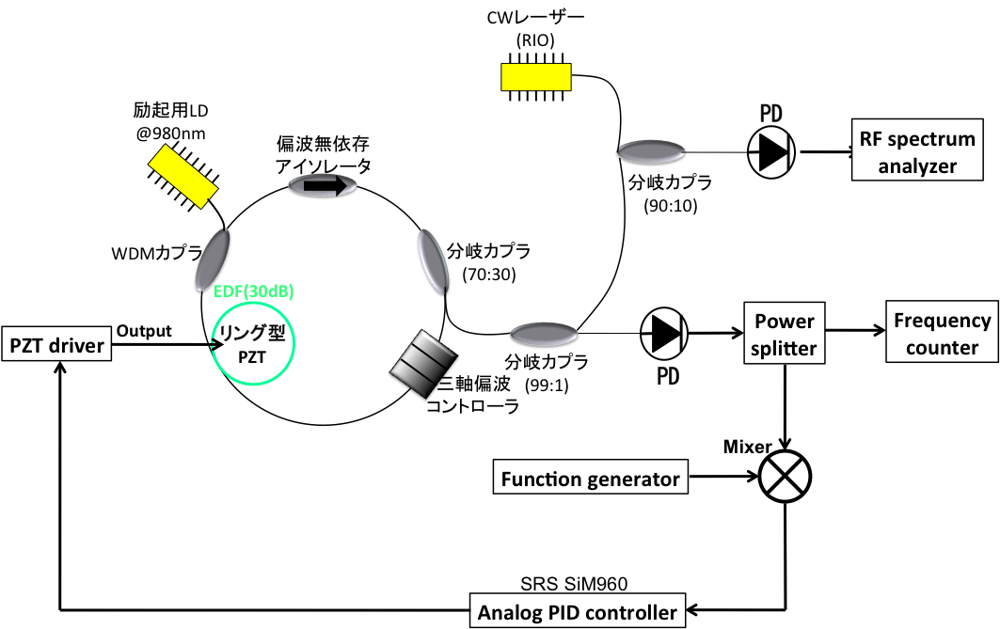 CWレーザー
(RIO)
励起用LD
@980nm
偏波無依存
アイソレータ
PD
RF spectrum
analyzer
分岐カプラ
(90:10)
WDMカプラ
分岐カプラ
(70:30)
EDF(30dB)
リング型
PZT
PZT driver
Output
分岐カプラ
(99:1)
PD
Power
splitter
Frequency
counter
三軸偏波
コントローラ
Mixer
Function generator
SRS SiM960
Analog PID controller